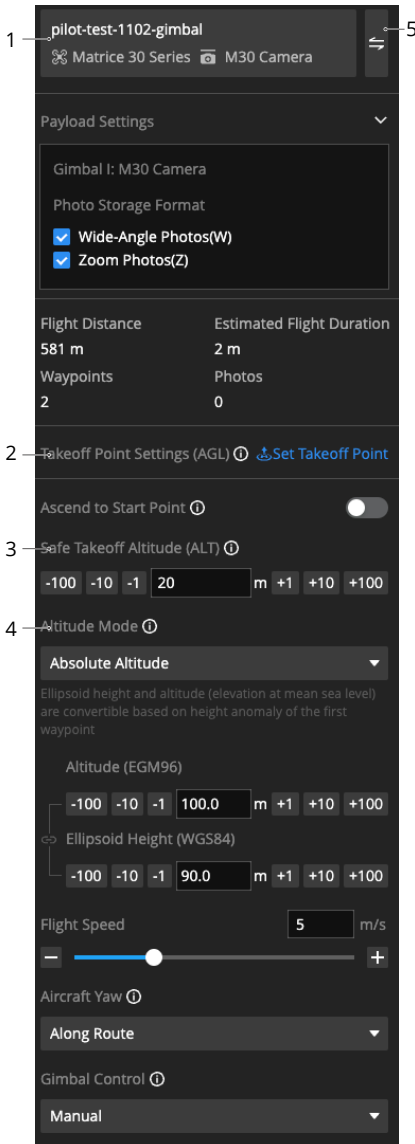 pilot-test-1102-gimbal
1
5
Matrice 30 Series M30 Camera
Payload Settings
Gimbal I: M30 Camera
Photo Storage Format
Wide-Angle Photos(W)
Zoom Photos(Z)
Flight Distance Estimated Flight Duration
581 m 2 m
Waypoints Photos
2 0
2 Takeoff Point Settings (AGL) Set Takeoff Point
Ascend to Start Point
3 Safe Takeoff Altitude (ALT)
-100 -10 -1 20 m +1 +10 +100
4 Altitude Mode
Absolute Altitude
Ellipsoid height and altitude (elevation at mean sea level)
are convertible based on height anomaly of the first
waypoint
Altitude (EGM96)
-100 -10 -1 100.0 m +1 +10 +100
Ellipsoid Height (WGS84)
-100 -10 -1 90.0 m +1 +10 +100
Flight Speed 5 m/s
Aircraft Yaw
Along Route
Gimbal Control
Manual